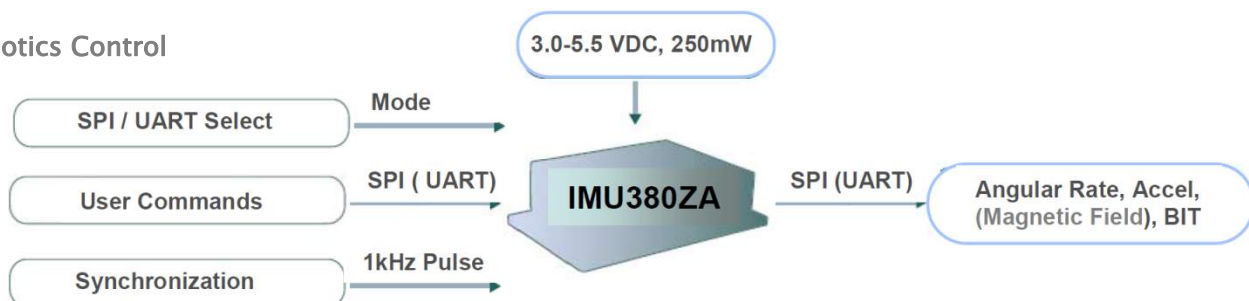 otics Control
3.0-5.5 VDC, 250mW
SPI / UART Select
Mode
User Commands
SPI ( UART)
IMU380ZA
SPI (UART)
Angular Rate, Accel,
(Magnetic Field), BIT
Synchronization
1kHz Pulse